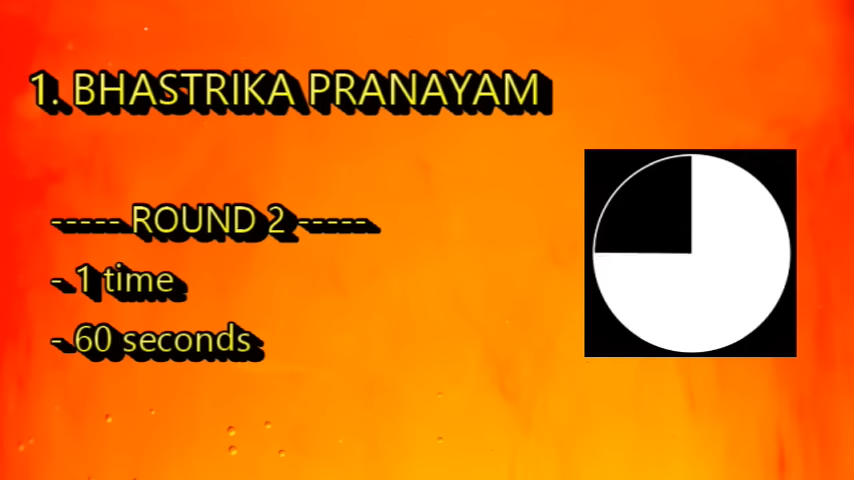 1. BHASTRIKA PRANAYAM
----- ROUND 2 -----
- 1 time
- 60 seconds